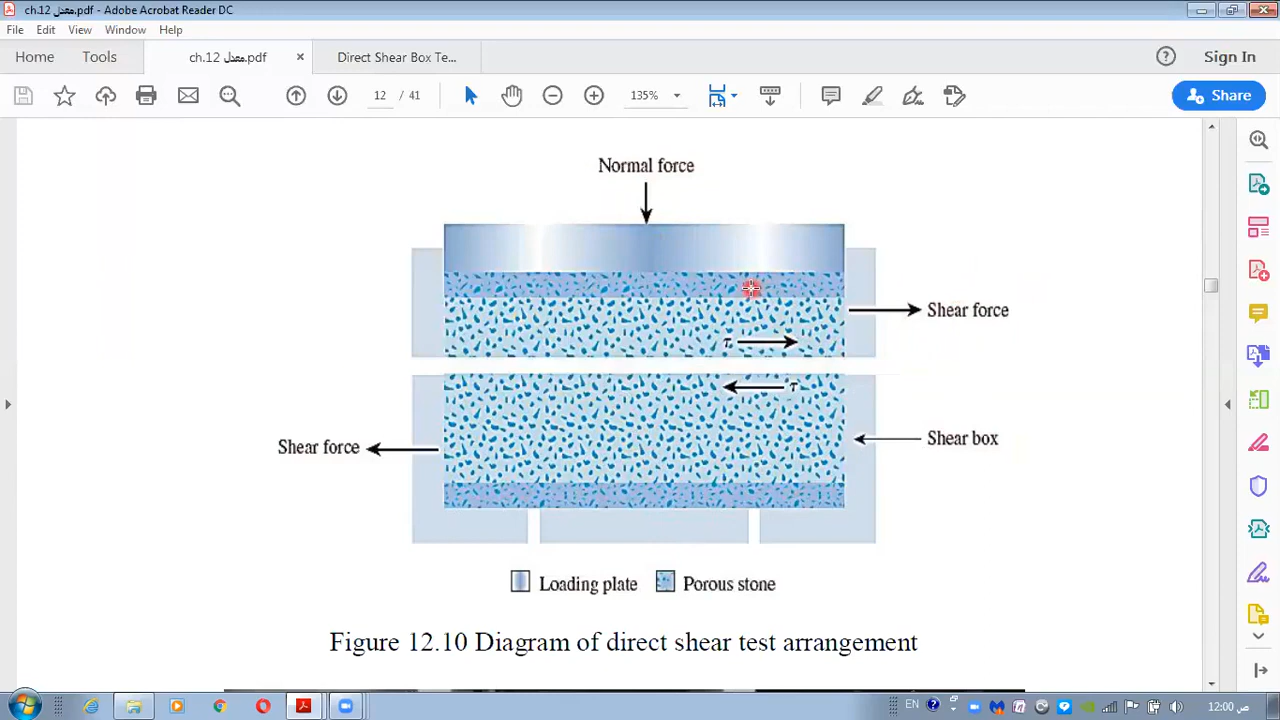 ch.12 معدل.pdf - Adobe Acrobat Reader DC
File Edit View Window Help
Home Tools ch.12 معدل.pdf × Direct Shear Box Te... Sign In
12 / 41 135% Share
Normal force
Shear force
τ
τ
Shear force
Shear box
Loading plate Porous stone
Figure 12.10 Diagram of direct shear test arrangement
EN 12:00 ص